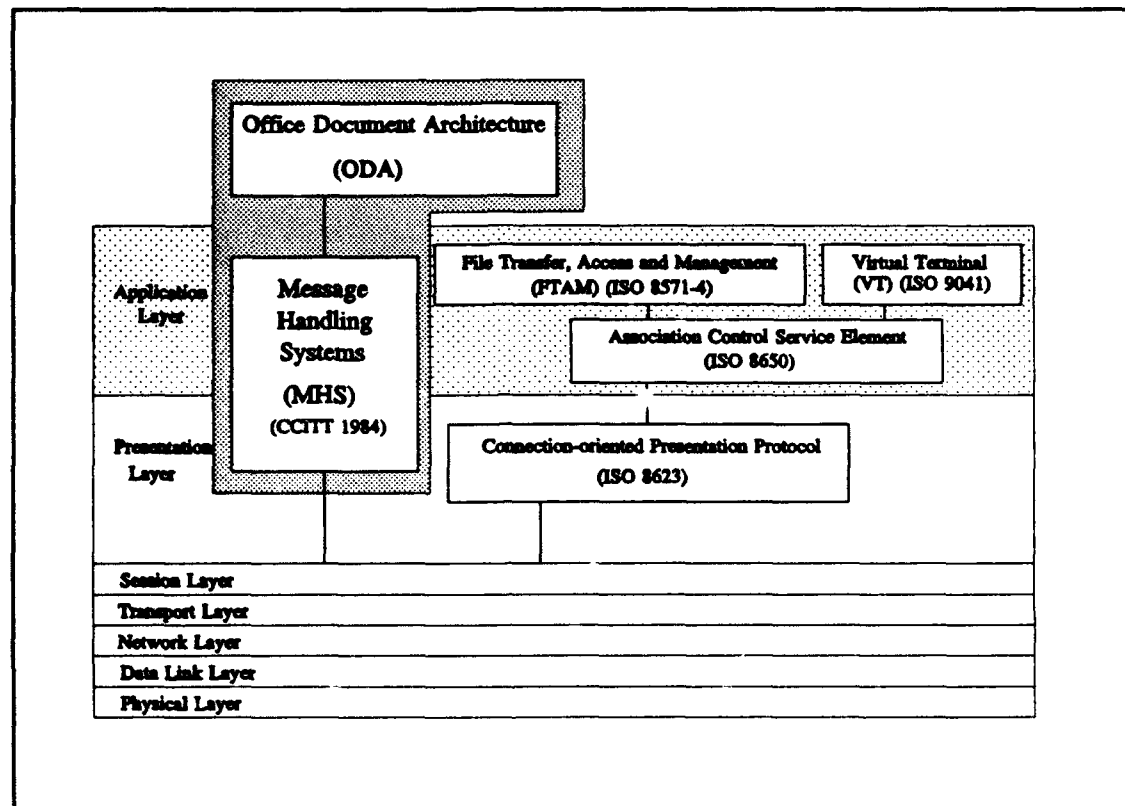 Office Document Architecture
(ODA)
Application
Layer
Message
Handling
Systems
(MHS)
(CCITT 1984)
File Transfer, Access and Management
(FTAM) (ISO 8571-4)
Virtual Terminal
(VT) (ISO 9041)
Association Control Service Element
(ISO 8650)
Presentation
Layer
Connection-oriented Presentation Protocol
(ISO 8623)
Session Layer
Transport Layer
Network Layer
Data Link Layer
Physical Layer